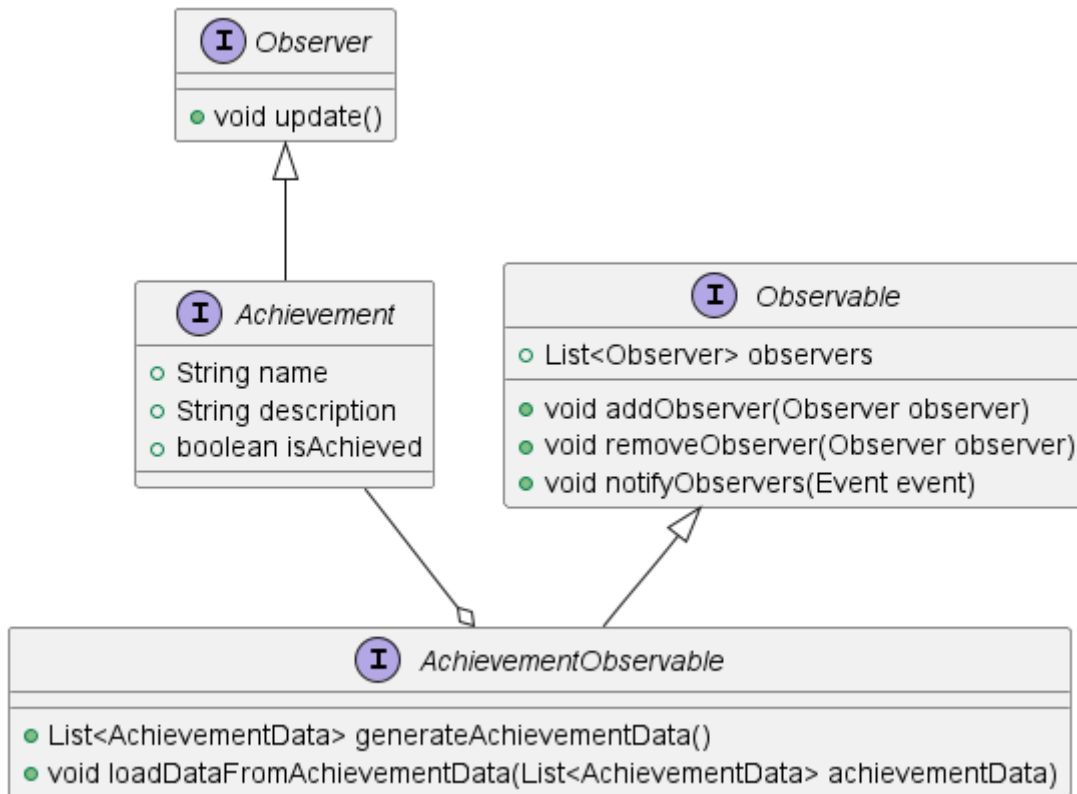 I Observer
void update()
I Achievement
String name
String description
boolean isAchieved
I Observable
List<Observer> observers
void addObserver(Observer observer)
void removeObserver(Observer observer)
void notifyObservers(Event event)
I AchievementObservable
List<AchievementData> generateAchievementData()
void loadDataFromAchievementData(List<AchievementData> achievementData)